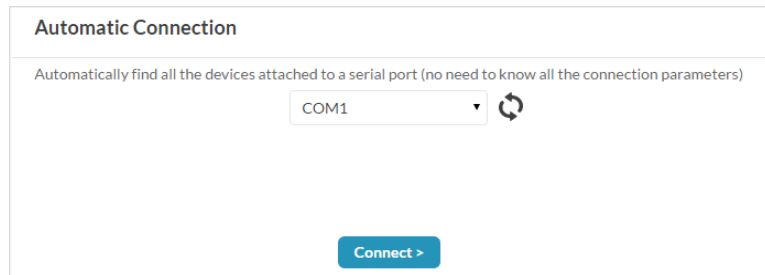 Automatic Connection
Automatically find all the devices attached to a serial port (no need to know all the connection parameters)
COM1
Connect >